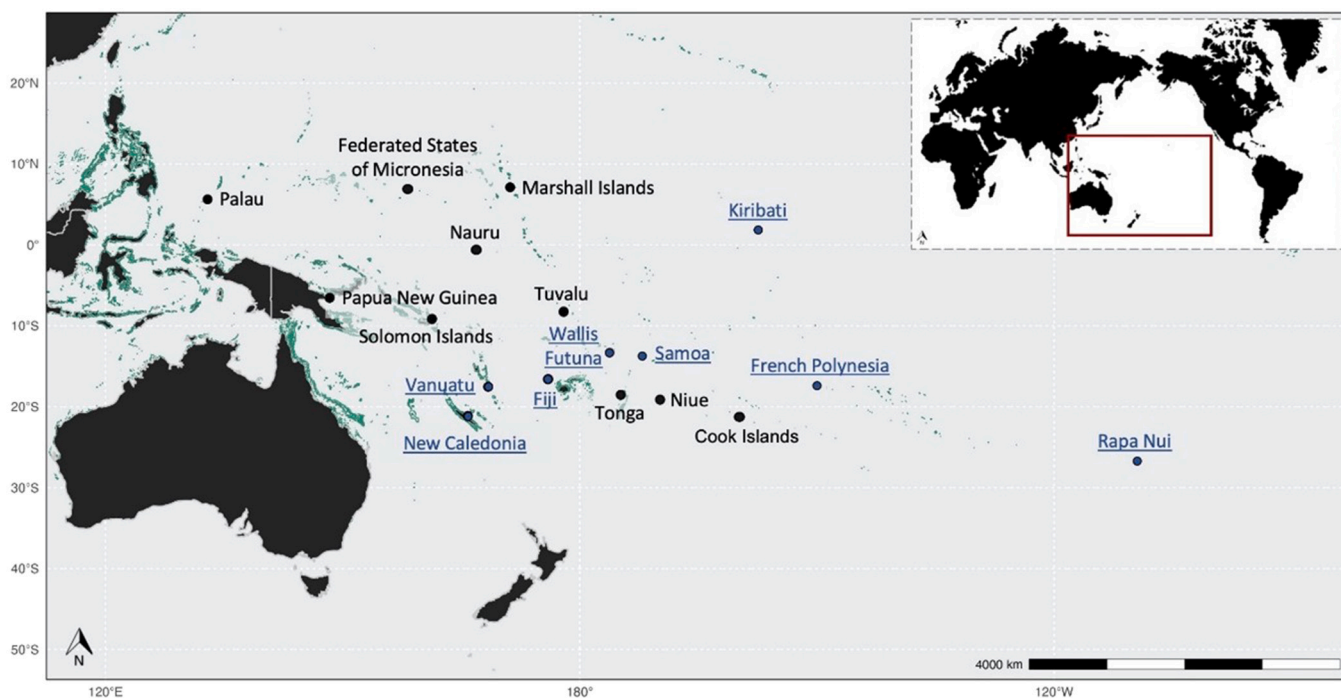 20°N
10°N
0°
10°S
20°S
30°S
40°S
50°S
120°E
180°
120°W
Federated States
of Micronesia
Palau
Marshall Islands
Kiribati
Nauru
Papua New Guinea
Solomon Islands
Tuvalu
Wallis
Futuna
Samoa
French Polynesia
Vanuatu
Fiji
Tonga
Niue
New Caledonia
Cook Islands
Rapa Nui
N
4000 km